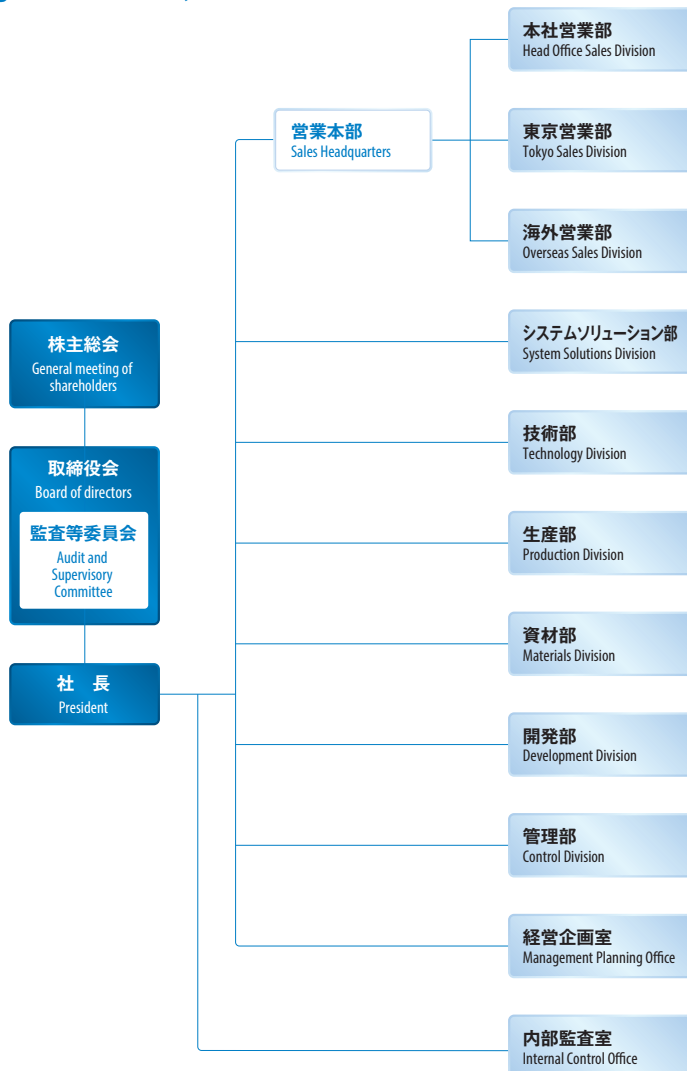 本社営業部
Head Office Sales Division
営業本部
Sales Headquarters
東京営業部
Tokyo Sales Division
海外営業部
Overseas Sales Division
株主総会
General meeting of
shareholders
システムソリューション部
System Solutions Division
技術部
Technology Division
取締役会
Board of directors
監査等委員会
Audit and
Supervisory
Committee
生産部
Production Division
資材部
Materials Division
社 長
President
開発部
Development Division
管理部
Control Division
経営企画室
Management Planning Office
内部監査室
Internal Control Office